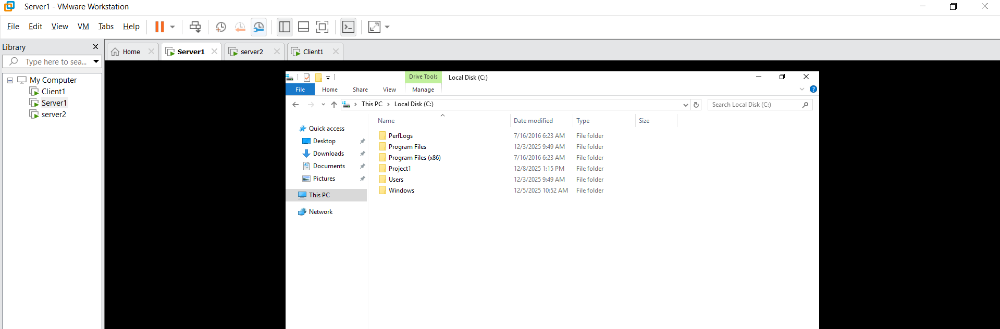 Server1 - VMware Workstation
File Edit View VM Tabs Help
Library
Type here to sea...
My Computer
Client1
Server1
server2
Home Server1 server2 Client1
Drive Tools Local Disk (C:)
File Home Share View Manage
This PC Local Disk (C:) Search Local Disk (C:)
Quick access
Desktop
Downloads
Documents
Pictures
This PC
Network
Name Date modified Type Size
PerfLogs 7/16/2016 6:23 AM File folder
Program Files 12/3/2025 9:49 AM File folder
Program Files (x86) 7/16/2016 6:23 AM File folder
Project1 12/8/2025 1:15 PM File folder
Users 12/3/2025 9:49 AM File folder
Windows 12/5/2025 10:52 AM File folder